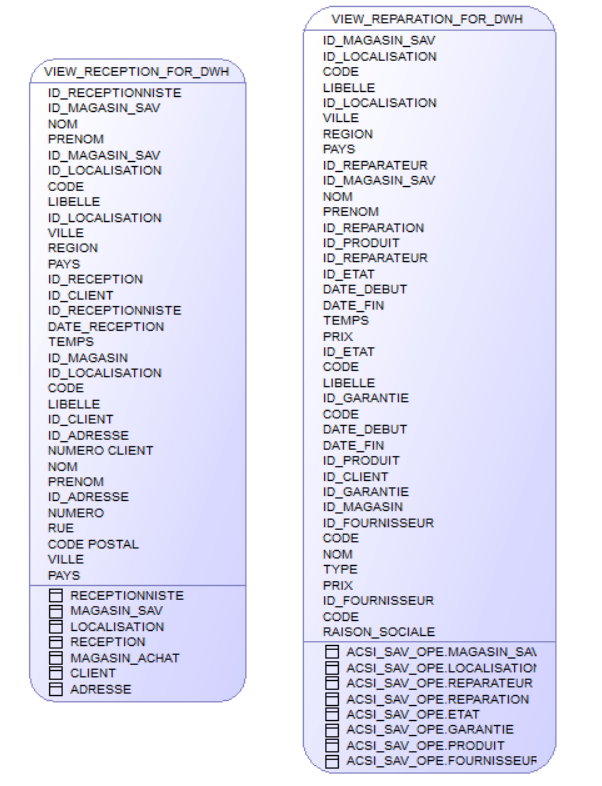 VIEW_RECEPTION_FOR_DWH
ID_RECEPTIONNISTE
ID_MAGASIN_SAV
NOM
PRENOM
ID_MAGASIN_SAV
ID_LOCALISATION
CODE
LIBELLE
ID_LOCALISATION
VILLE
REGION
PAYS
ID_RECEPTION
ID_CLIENT
ID_RECEPTIONNISTE
DATE_RECEPTION
TEMPS
ID_MAGASIN
ID_LOCALISATION
CODE
LIBELLE
ID_CLIENT
ID_ADRESSE
NUMERO CLIENT
NOM
PRENOM
ID_ADRESSE
NUMERO
RUE
CODE POSTAL
VILLE
PAYS
RECEPTIONNISTE
MAGASIN_SAV
LOCALISATION
RECEPTION
MAGASIN_ACHAT
CLIENT
ADRESSE
VIEW_REPARATION_FOR_DWH
ID_MAGASIN_SAV
ID_LOCALISATION
CODE
LIBELLE
ID_LOCALISATION
VILLE
REGION
PAYS
ID_REPARATEUR
ID_MAGASIN_SAV
NOM
PRENOM
ID_REPARATION
ID_PRODUIT
ID_REPARATEUR
ID_ETAT
DATE_DEBUT
DATE_FIN
TEMPS
PRIX
ID_ETAT
CODE
LIBELLE
ID_GARANTIE
CODE
DATE_DEBUT
DATE_FIN
ID_PRODUIT
ID_CLIENT
ID_GARANTIE
ID_MAGASIN
ID_FOURNISSEUR
CODE
NOM
TYPE
PRIX
ID_FOURNISSEUR
CODE
RAISON_SOCIALE
ACSI_SAV_OPE.MAGASIN_SAV
ACSI_SAV_OPE.LOCALISATION
ACSI_SAV_OPE.REPARATEUR
ACSI_SAV_OPE.REPARATION
ACSI_SAV_OPE.ETAT
ACSI_SAV_OPE.GARANTIE
ACSI_SAV_OPE.PRODUIT
ACSI_SAV_OPE.FOURNISSEUR